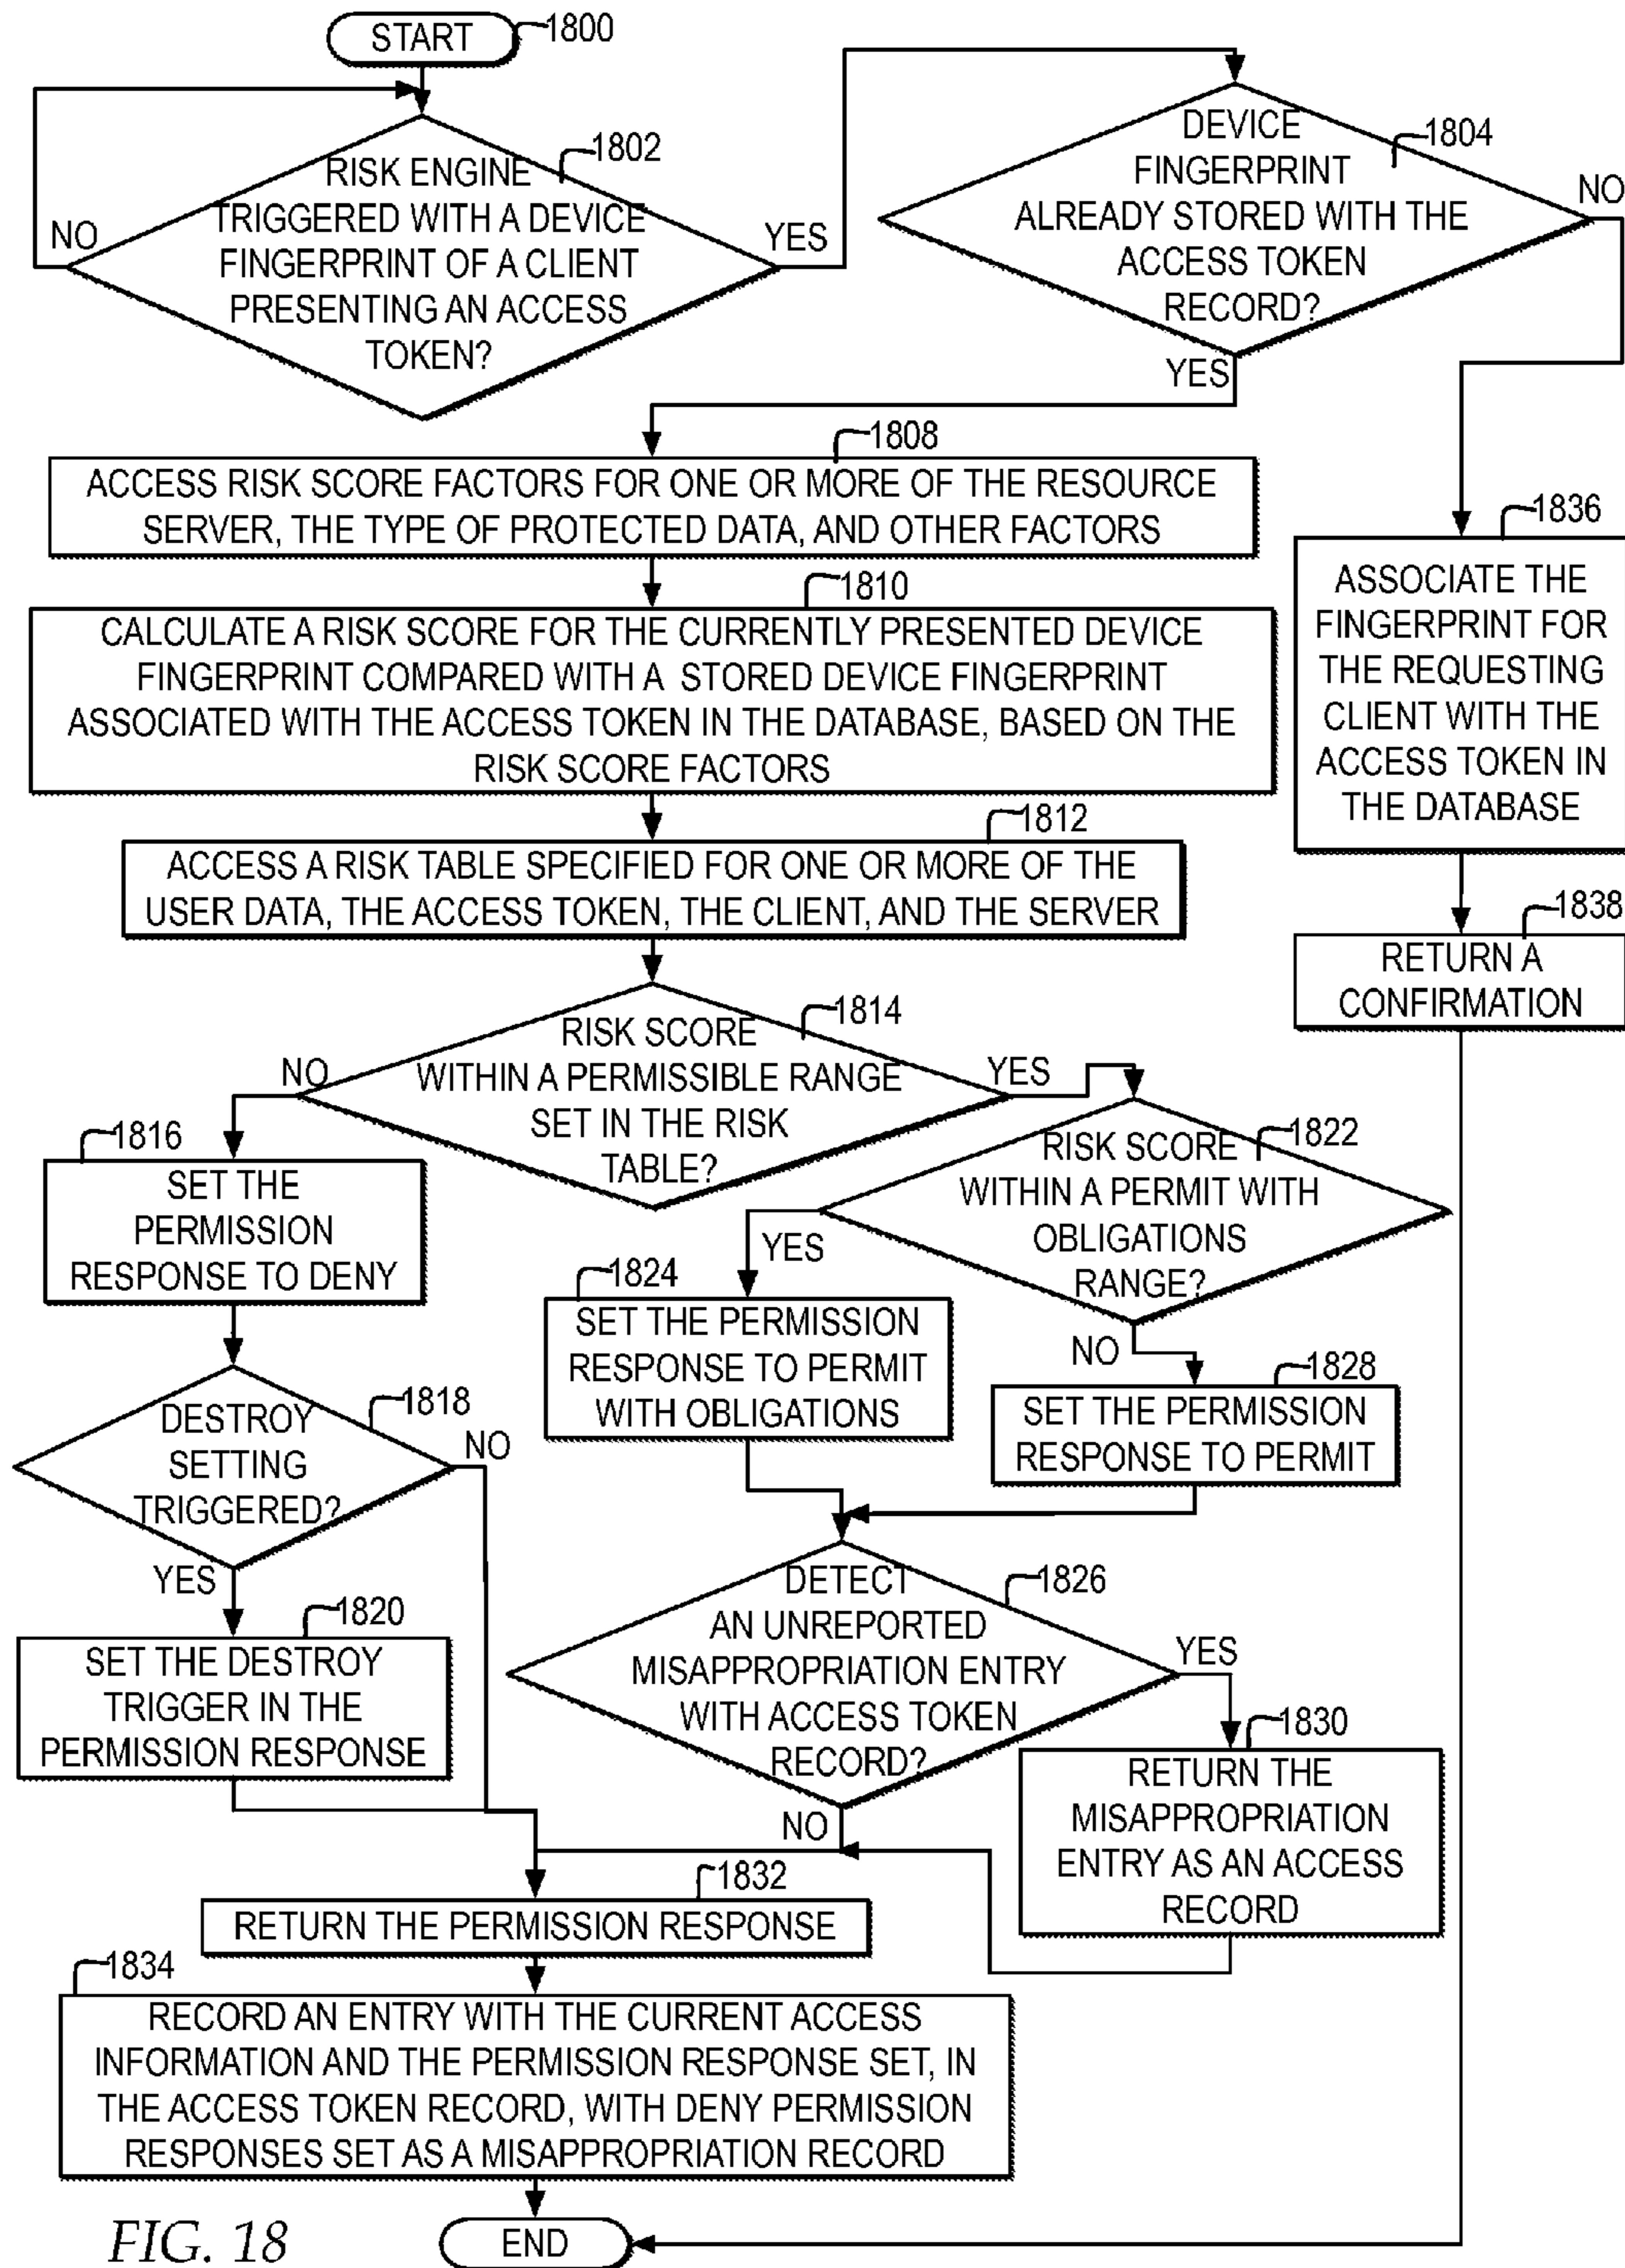 START
1800
1802
RISK ENGINE
TRIGGERED WITH A DEVICE
FINGERPRINT OF A CLIENT
PRESENTING AN ACCESS
TOKEN?
NO
YES
1804
DEVICE
FINGERPRINT
ALREADY STORED WITH THE
ACCESS TOKEN
RECORD?
NO
YES
1808
ACCESS RISK SCORE FACTORS FOR ONE OR MORE OF THE RESOURCE
SERVER, THE TYPE OF PROTECTED DATA, AND OTHER FACTORS
1810
CALCULATE A RISK SCORE FOR THE CURRENTLY PRESENTED DEVICE
FINGERPRINT COMPARED WITH A STORED DEVICE FINGERPRINT
ASSOCIATED WITH THE ACCESS TOKEN IN THE DATABASE, BASED ON THE
RISK SCORE FACTORS
1812
ACCESS A RISK TABLE SPECIFIED FOR ONE OR MORE OF THE
USER DATA, THE ACCESS TOKEN, THE CLIENT, AND THE SERVER
1836
ASSOCIATE THE
FINGERPRINT FOR
THE REQUESTING
CLIENT WITH THE
ACCESS TOKEN IN
THE DATABASE
1838
RETURN A
CONFIRMATION
1814
RISK SCORE
WITHIN A PERMISSIBLE RANGE
SET IN THE RISK
TABLE?
NO
YES
1816
SET THE
PERMISSION
RESPONSE TO DENY
1822
RISK SCORE
WITHIN A PERMIT WITH
OBLIGATIONS
RANGE?
YES
NO
1824
SET THE PERMISSION
RESPONSE TO PERMIT
WITH OBLIGATIONS
1828
SET THE PERMISSION
RESPONSE TO PERMIT
1818
DESTROY
SETTING
TRIGGERED?
NO
YES
1820
SET THE DESTROY
TRIGGER IN THE
PERMISSION RESPONSE
1826
DETECT
AN UNREPORTED
MISAPPROPRIATION ENTRY
WITH ACCESS TOKEN
RECORD?
YES
NO
1830
RETURN THE
MISAPPROPRIATION
ENTRY AS AN ACCESS
RECORD
1832
RETURN THE PERMISSION RESPONSE
1834
RECORD AN ENTRY WITH THE CURRENT ACCESS
INFORMATION AND THE PERMISSION RESPONSE SET, IN
THE ACCESS TOKEN RECORD, WITH DENY PERMISSION
RESPONSES SET AS A MISAPPROPRIATION RECORD
END
FIG. 18